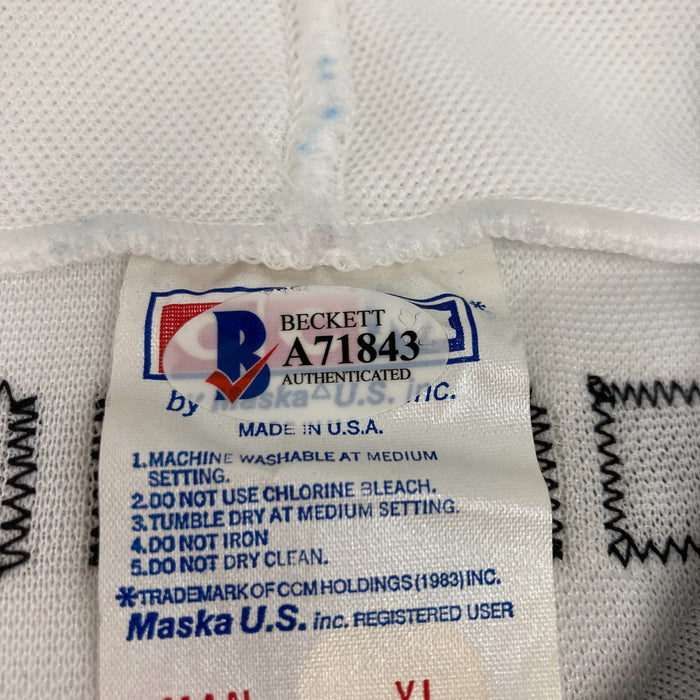 BECKETT
A71843
AUTHENTICATED
by Maska U.S. inc.
MADE IN U.S.A.
1.MACHINE WASHABLE AT MEDIUM
SETTING.
2.DO NOT USE CHLORINE BLEACH.
3.TUMBLE DRY AT MEDIUM SETTING.
4.DO NOT IRON
5.DO NOT DRY CLEAN.
*TRADEMARK OF CCM HOLDINGS (1983) INC.
Maska U.S. inc. REGISTERED USER
MAN XL